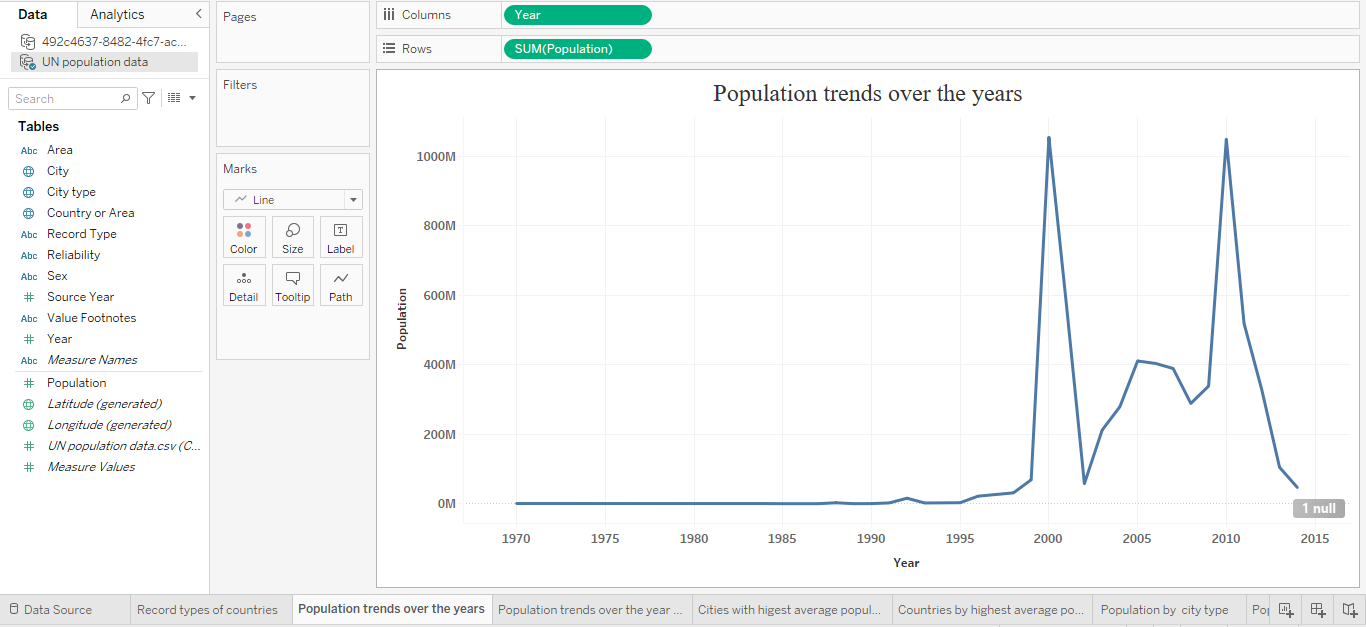 Data
Analytics
492c4637-8482-4fc7-ac...
UN population data
Search
Tables
Abc Area
City
City type
Country or Area
Abc Record Type
Abc Reliability
Abc Sex
Source Year
Abc Value Footnotes
Year
Abc Measure Names
Population
Latitude (generated)
Longitude (generated)
UN population data.csv (C...
Measure Values
Pages
Filters
Marks
Line
Color Size Label
Detail Tooltip Path
Columns Year
Rows SUM(Population)
Population trends over the years
1000M
800M
600M
400M
200M
0M
Population
1 null
1970 1975 1980 1985 1990 1995 2000 2005 2010 2015
Year
Data Source Record types of countries Population trends over the years Population trends over the year ... Cities with higest average popul... Countries by highest average po... Population by city type Pop